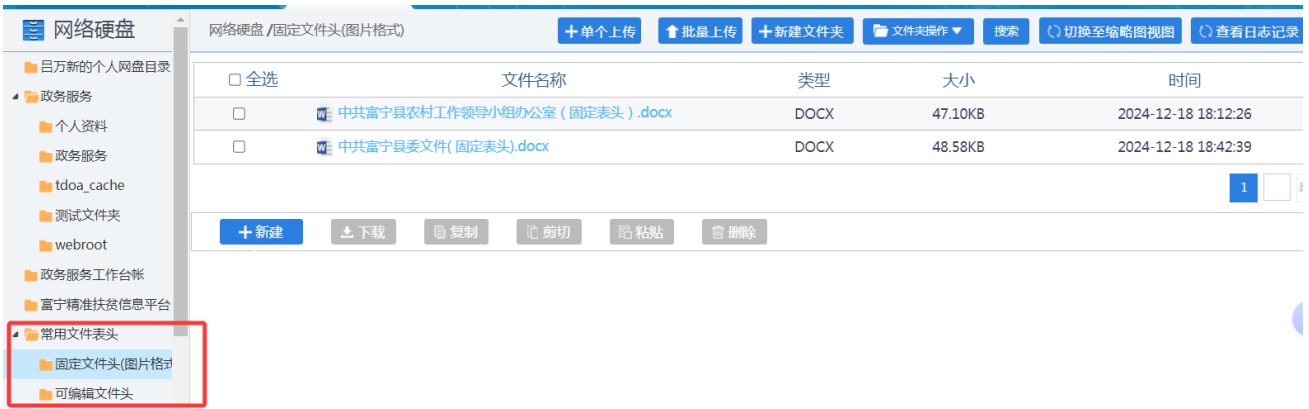 网络硬盘
吕万新的个人网盘目录
政务服务
个人资料
政务服务
tdoa_cache
测试文件夹
webroot
政务服务工作台帐
富宁精准扶贫信息平台
常用文件表头
固定文件头(图片格式
可编辑文件头
网络硬盘 /固定文件头(图片格式) 单个上传 批量上传 新建文件夹 文件夹操作 搜索 切换至缩略图视图 查看日志记录
全选 文件名称 类型 大小 时间
中共富宁县农村工作领导小组办公室（固定表头）.docx DOCX 47.10KB 2024-12-18 18:12:26
中共富宁县委文件(固定表头).docx DOCX 48.58KB 2024-12-18 18:42:39
1
新建 下载 复制 剪切 粘贴 删除